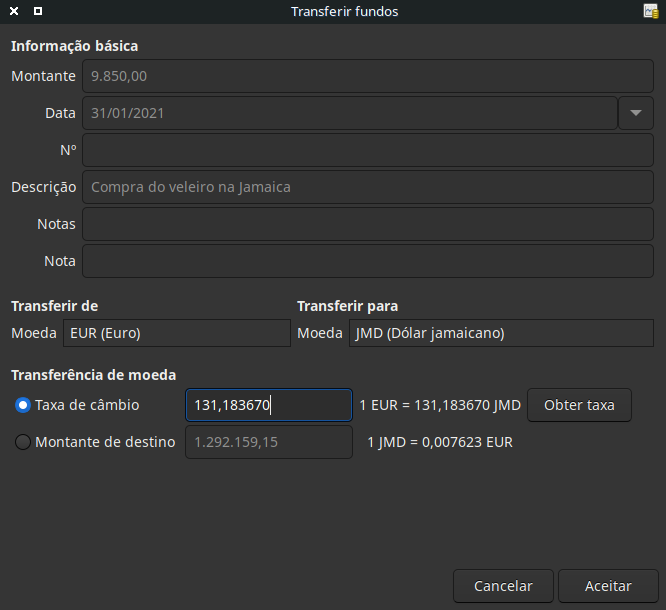 Transferir fundos
Informação básica
Montante 9.850,00
Data 31/01/2021
Nº
Descrição Compra do veleiro na Jamaica
Notas
Nota
Transferir de Transferir para
Moeda EUR (Euro) Moeda JMD (Dólar jamaicano)
Transferência de moeda
Taxa de câmbio 131,183670 1 EUR = 131,183670 JMD Obter taxa
Montante de destino 1.292.159,15 1 JMD = 0,007623 EUR
Cancelar Aceitar